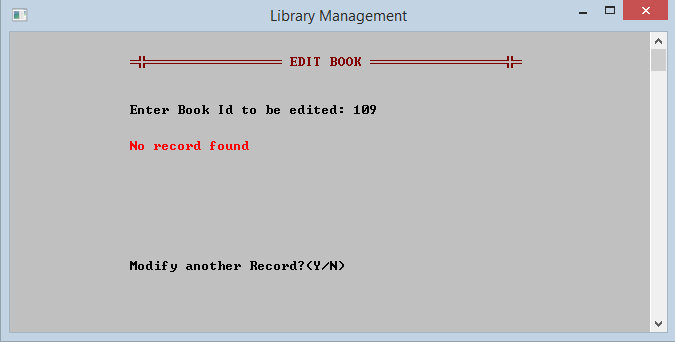 Library Management
EDIT BOOK
Enter Book Id to be edited: 109
No record found
Modify another Record?(Y/N)